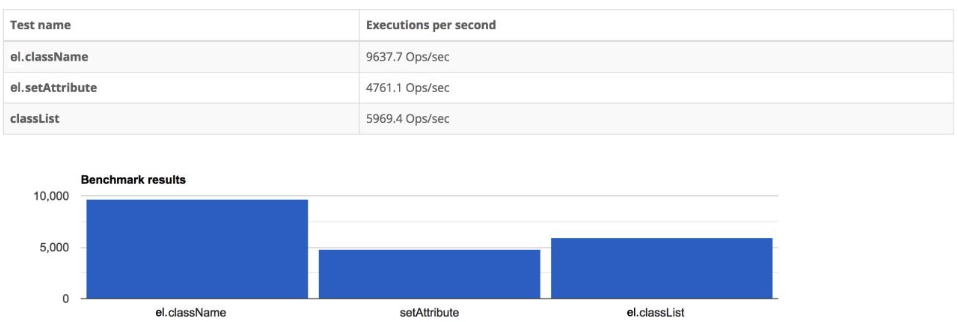 Test name Executions per second
el.className 9637.7 Ops/sec
el.setAttribute 4761.1 Ops/sec
classList 5969.4 Ops/sec
Benchmark results
10,000
5,000
0
el.className setAttribute el.classList